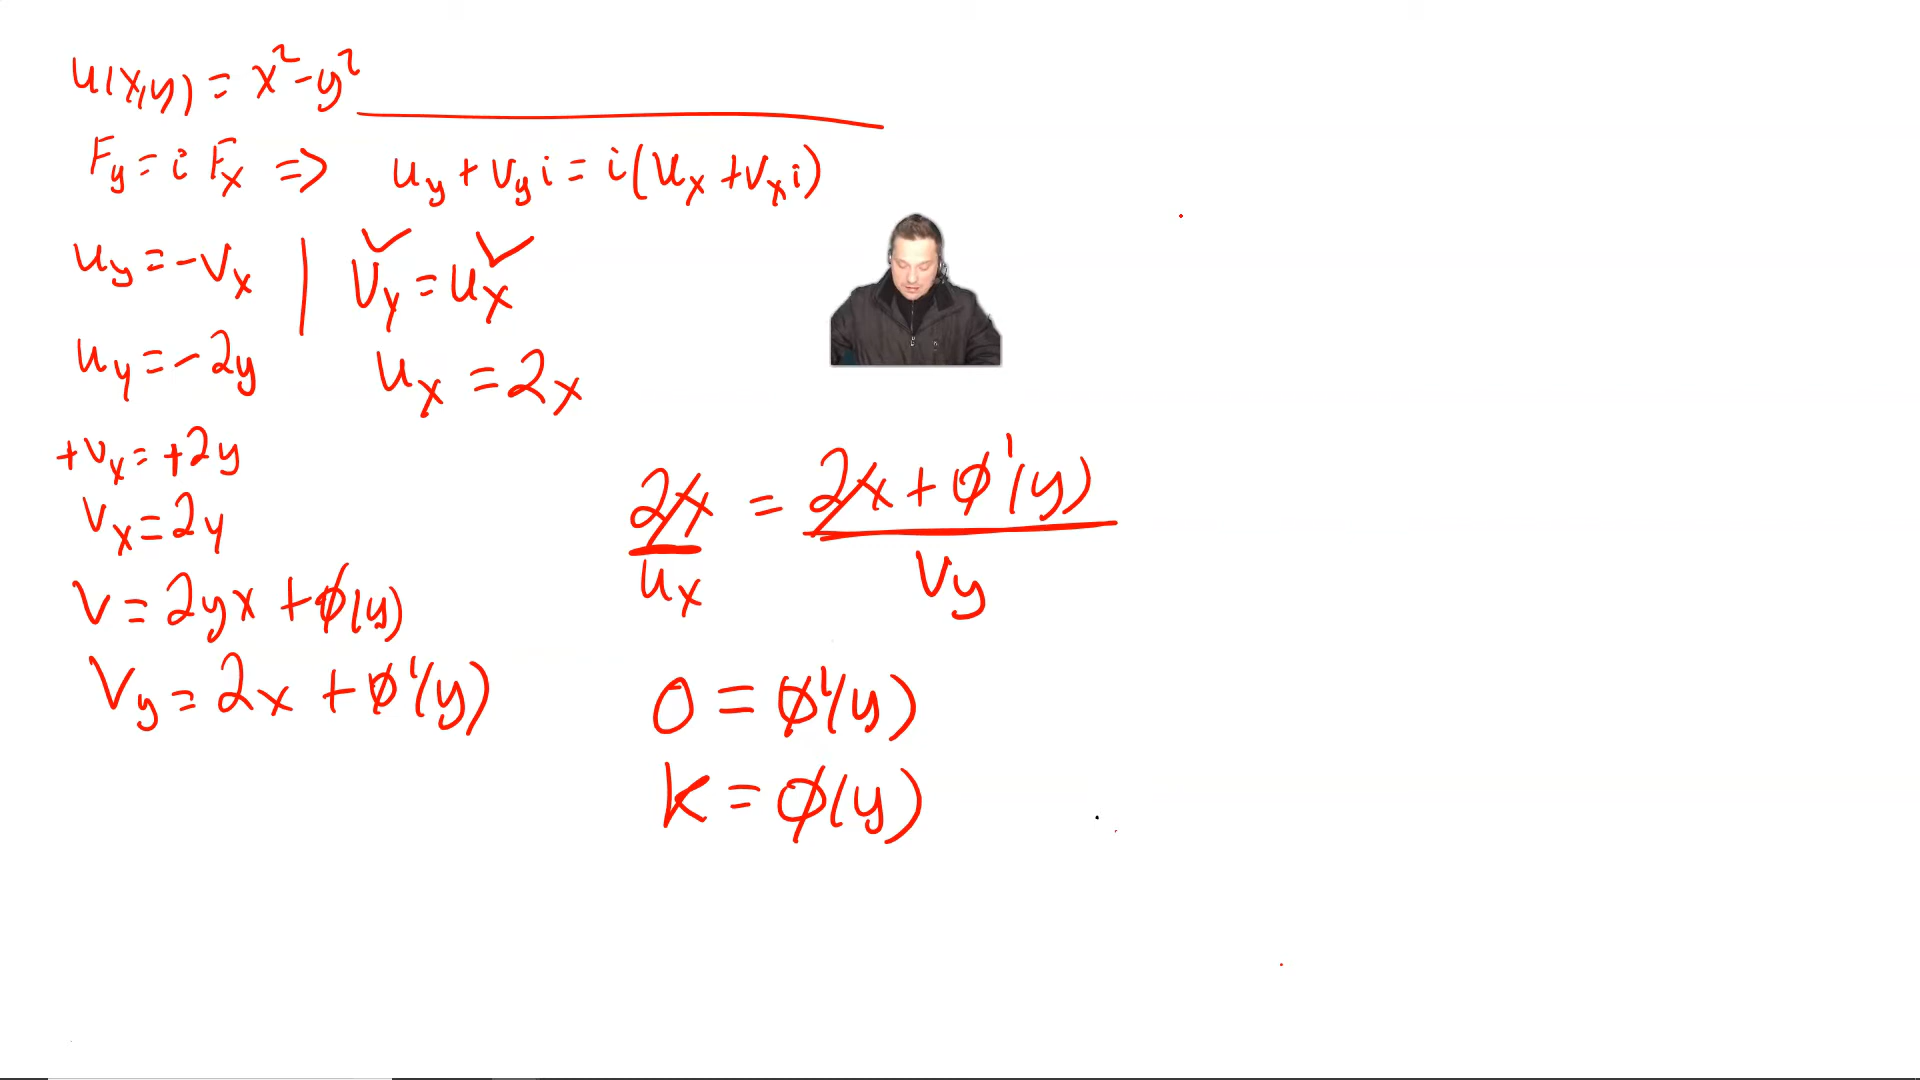 u(x,y) = x² - y²
Fy = i Fx => uy + vy i = i(ux + vx i)
uy = -vx | vy = ux
uy = -2y
ux = 2x
+vx = +2y
vx = 2y
v = 2yx + ϕ(y)
vy = 2x + ϕ'(y)
2x = 2x + ϕ'(y)
ux vy
0 = ϕ'(y)
k = ϕ(y)